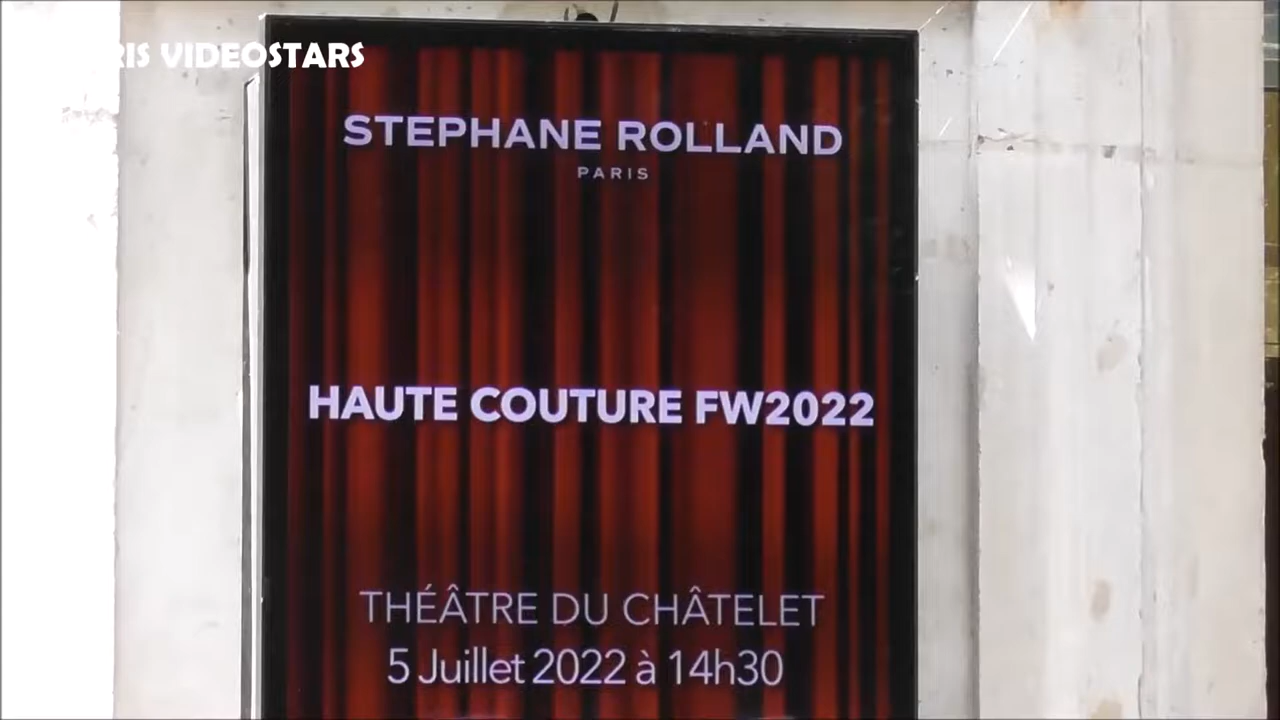 RIS VIDEOSTARS
STEPHANE ROLLAND
PARIS
HAUTE COUTURE FW2022
THÉÂTRE DU CHÂTELET
5 Juillet 2022 à 14h30